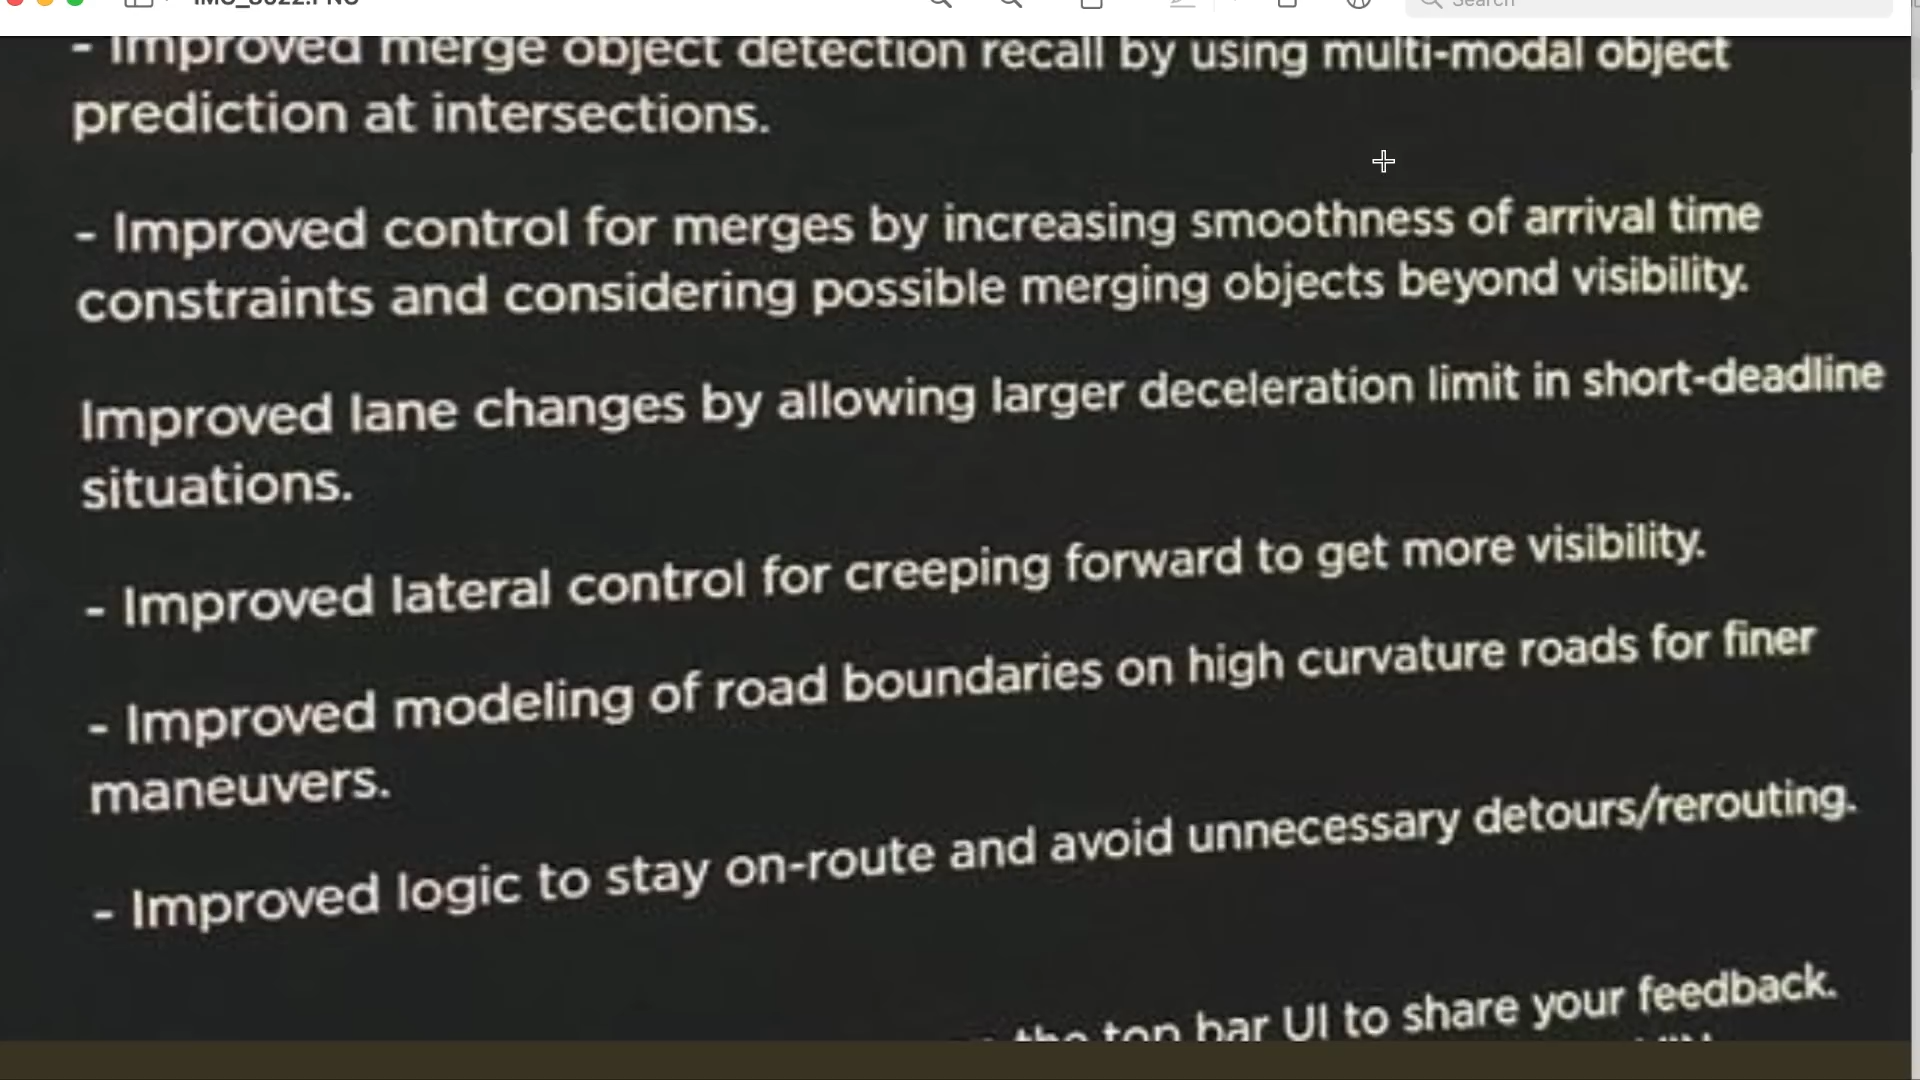 - Improved merge object detection recall by using multi-modal object
prediction at intersections.
- Improved control for merges by increasing smoothness of arrival time
constraints and considering possible merging objects beyond visibility.
Improved lane changes by allowing larger deceleration limit in short-deadline
situations.
- Improved lateral control for creeping forward to get more visibility.
- Improved modeling of road boundaries on high curvature roads for finer
maneuvers.
- Improved logic to stay on-route and avoid unnecessary detours/rerouting.
the top bar UI to share your feedback.
Search